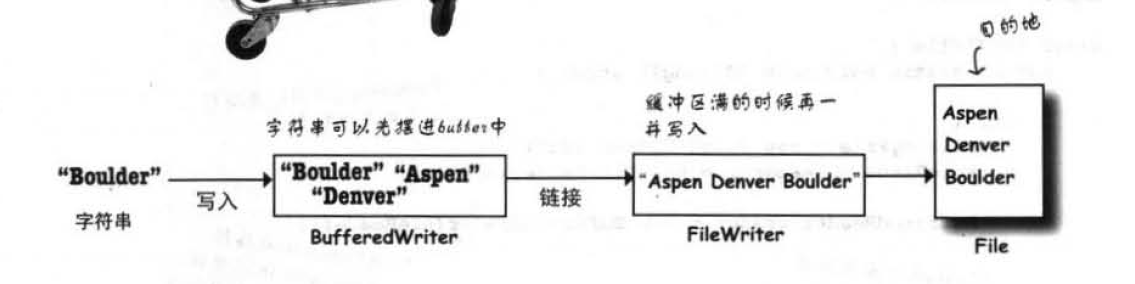 目的地
字符串可以先摆进buffer中
缓冲区满的时候再一
并写入
"Boulder"
写入
字符串
"Boulder" "Aspen"
"Denver"
BufferedWriter
链接
"Aspen Denver Boulder"
FileWriter
Aspen
Denver
Boulder
File